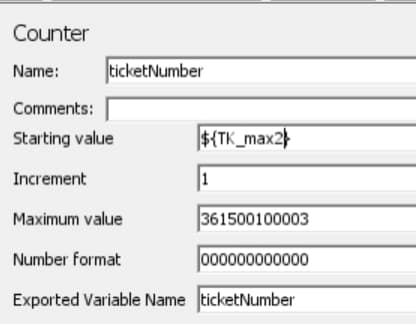 Counter
Name: ticketNumber
Comments:
Starting value ${TK_max2}
Increment 1
Maximum value 361500100003
Number format 000000000000
Exported Variable Name ticketNumber